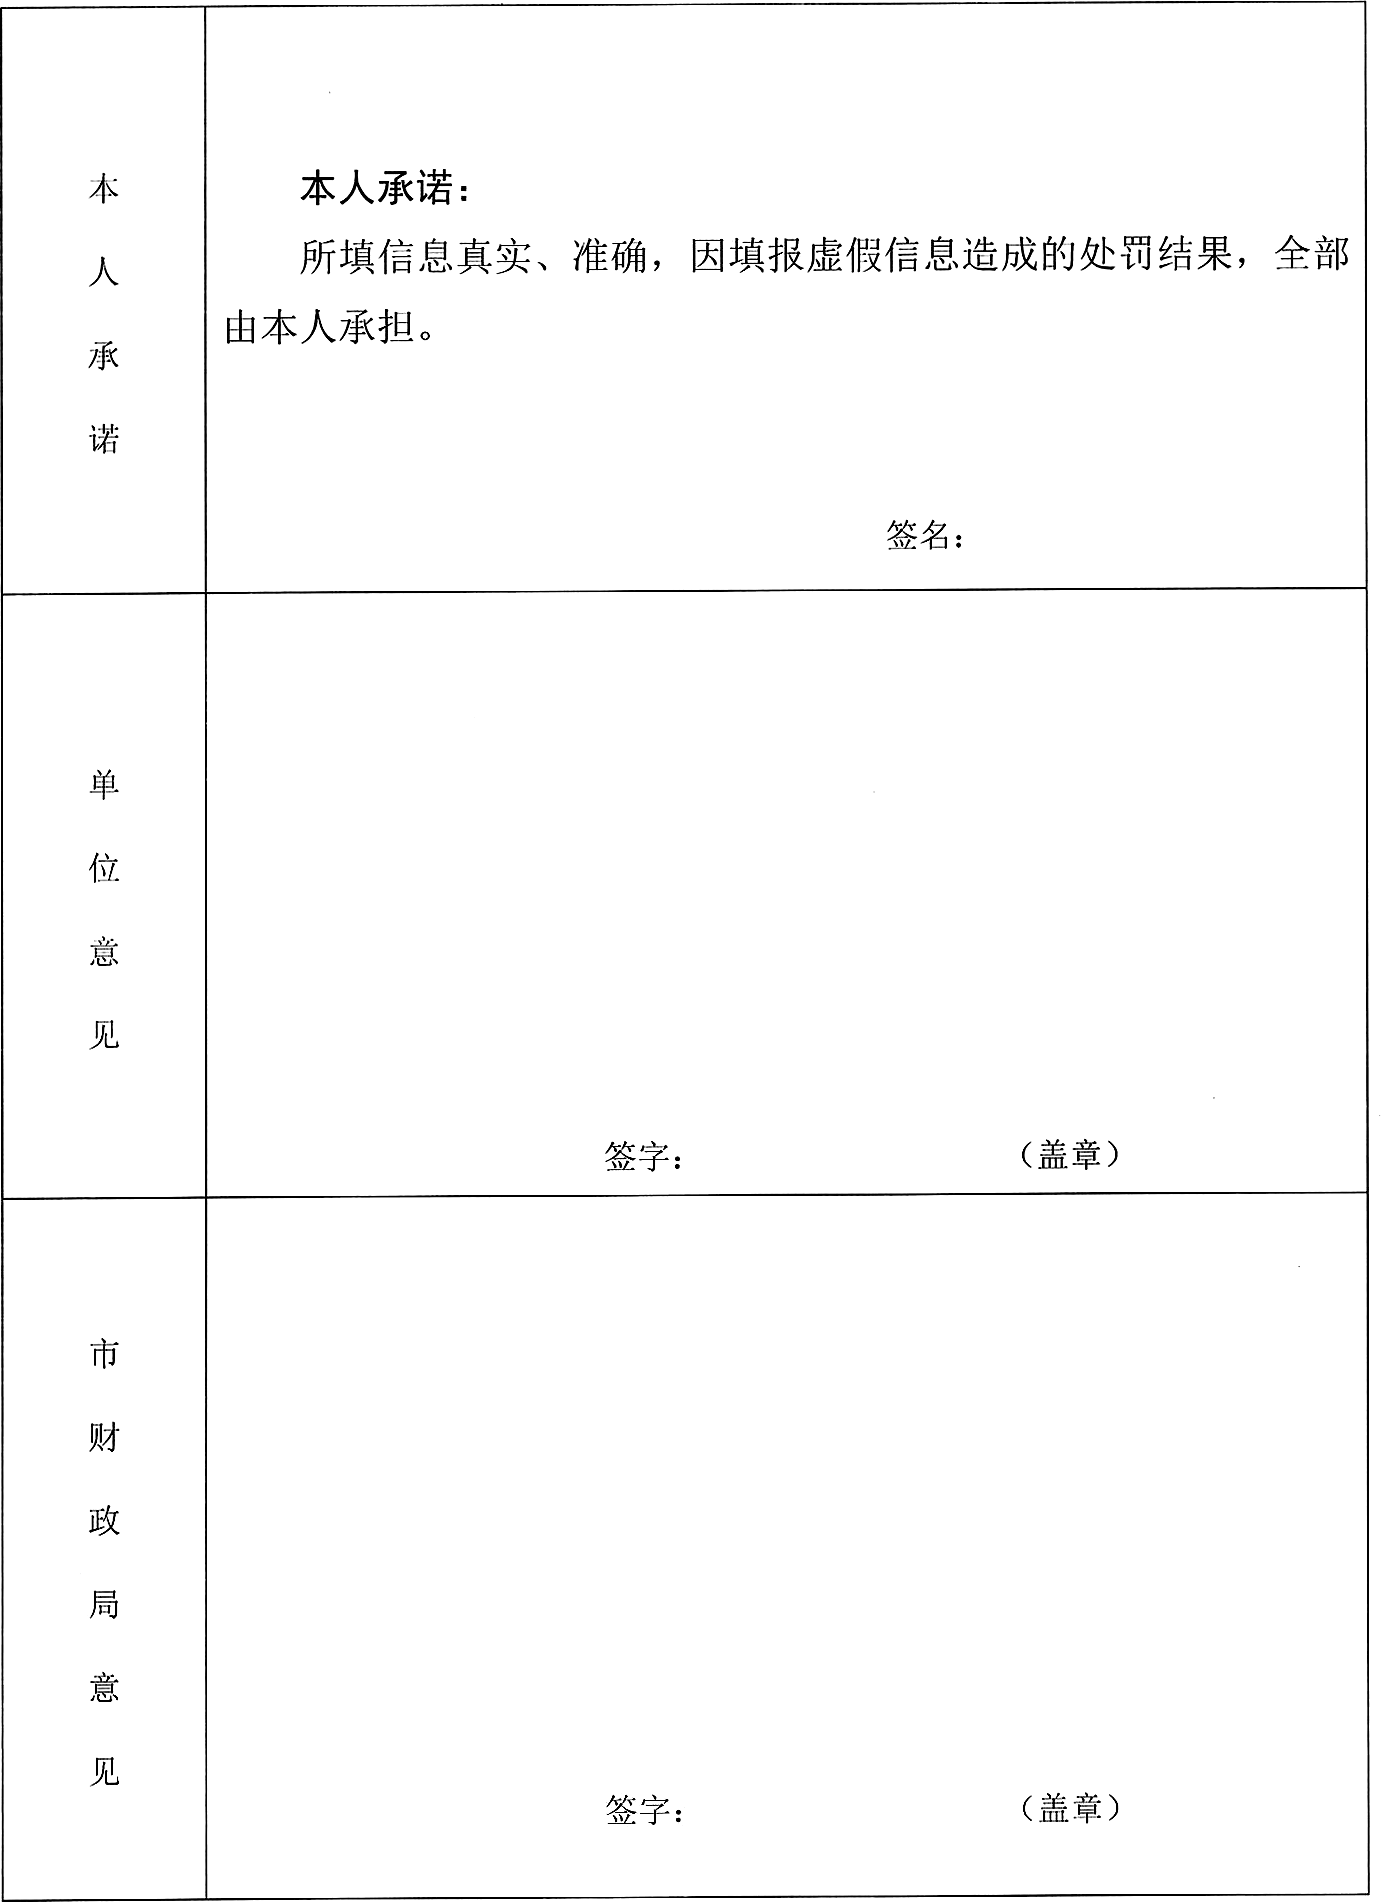 本人承诺
本人承诺：
所填信息真实、准确，因填报虚假信息造成的处罚结果，全部
由本人承担。
签名：
单位意见
签字：　（盖章）
市财政局意见
签字：　（盖章）